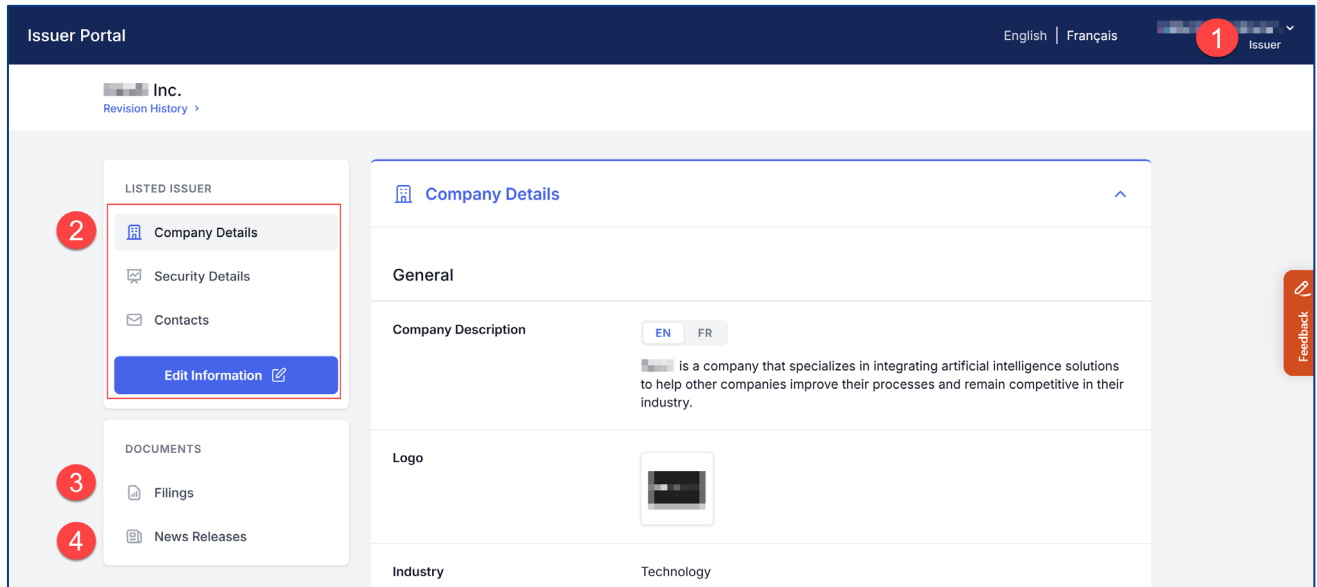 Issuer Portal
English | Français
1
Issuer
Inc.
Revision History
LISTED ISSUER
2
Company Details
Security Details
Contacts
Edit Information
DOCUMENTS
3
Filings
4
News Releases
Company Details
General
Company Description
EN FR
is a company that specializes in integrating artificial intelligence solutions
to help other companies improve their processes and remain competitive in their
industry.
Logo
Industry
Technology
Feedback